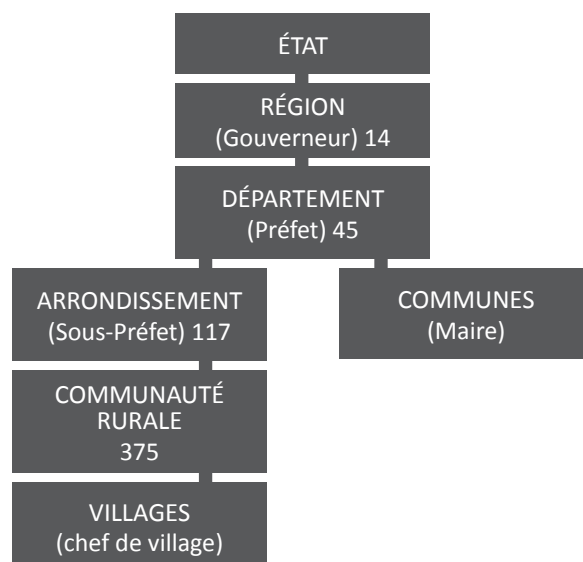 ÉTAT
RÉGION
(Gouverneur) 14
DÉPARTEMENT
(Préfet) 45
ARRONDISSEMENT
(Sous-Préfet) 117
COMMUNES
(Maire)
COMMUNAUTÉ
RURALE
375
VILLAGES
(chef de village)